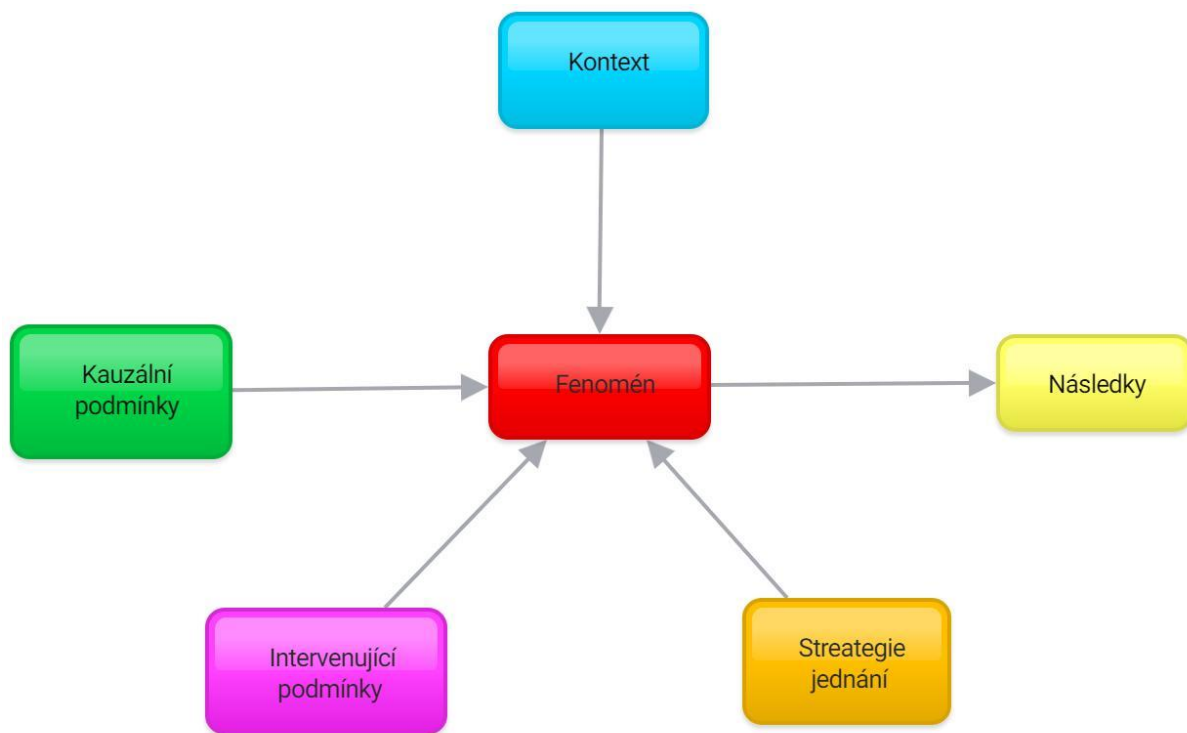 Kontext
Kauzální
podmínky
Fenomén
Následky
Intervenující
podmínky
Streategie
jednání